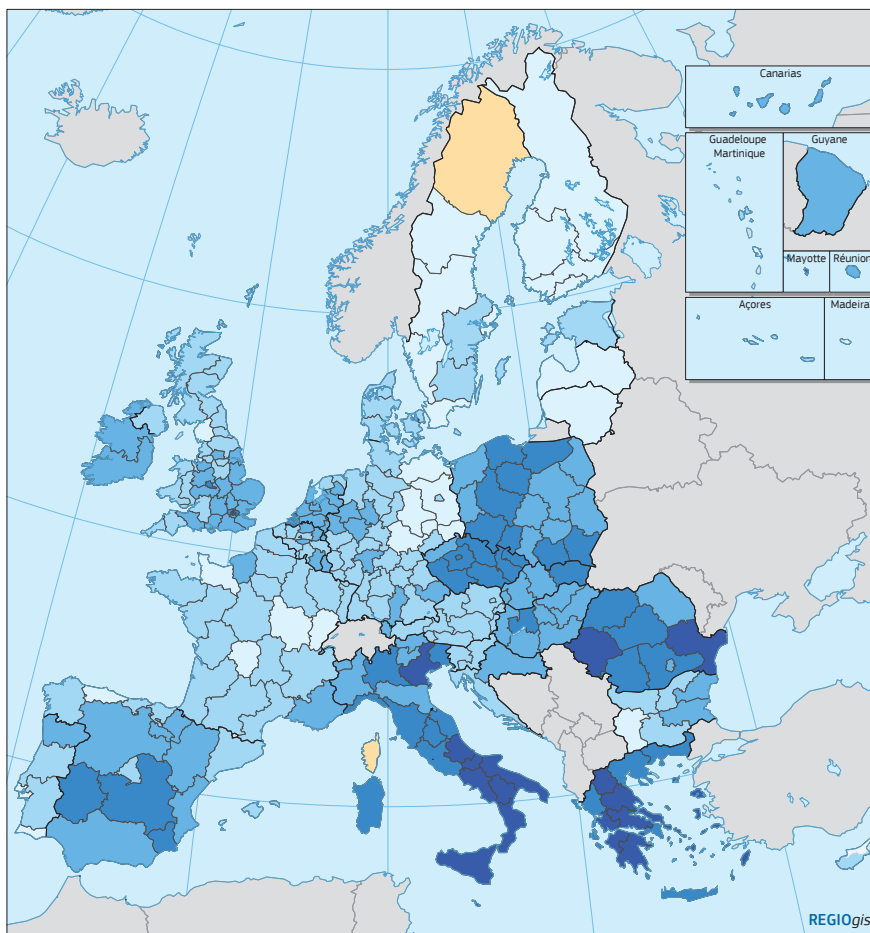 Canarias
Guadeloupe
Martinique
Guyane
Mayotte
Réunion
Açores
Madeira
REGIOgis